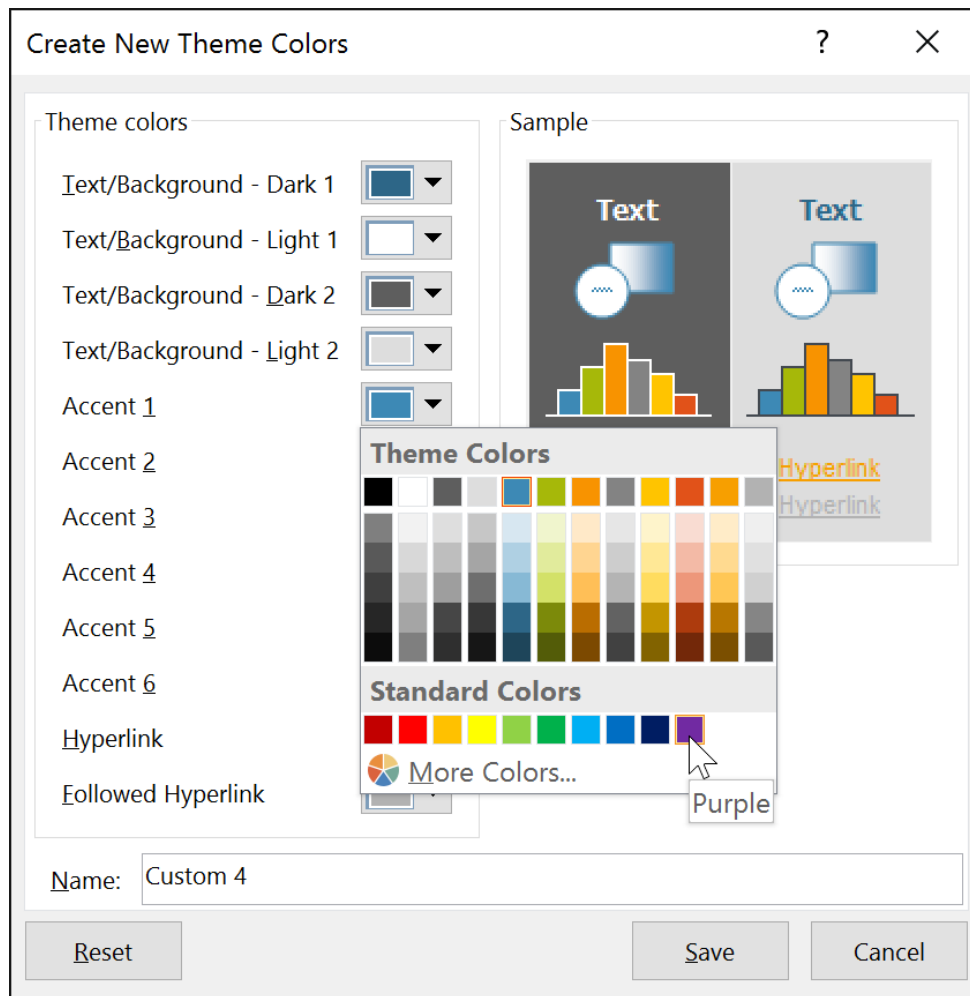 Create New Theme Colors ?
Theme colors
Text/Background - Dark 1
Text/Background - Light 1
Text/Background - Dark 2
Text/Background - Light 2
Accent 1
Accent 2
Accent 3
Accent 4
Accent 5
Accent 6
Hyperlink
Followed Hyperlink
Sample
Text Text
Hyperlink
Hyperlink
Theme Colors
Standard Colors
More Colors...
Purple
Name: Custom 4
Reset Save Cancel